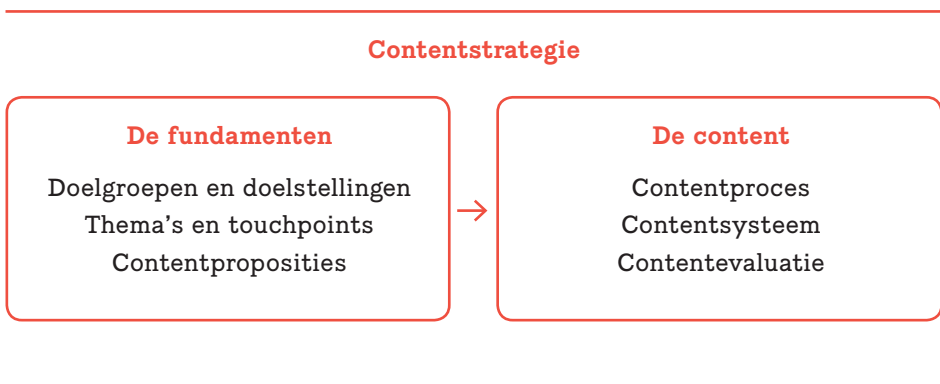 Contentstrategie
De fundamenten
Doelgroepen en doelstellingen
Thema's en touchpoints
Contentproposities
→
De content
Contentproces
Contentsysteem
Contentevaluatie